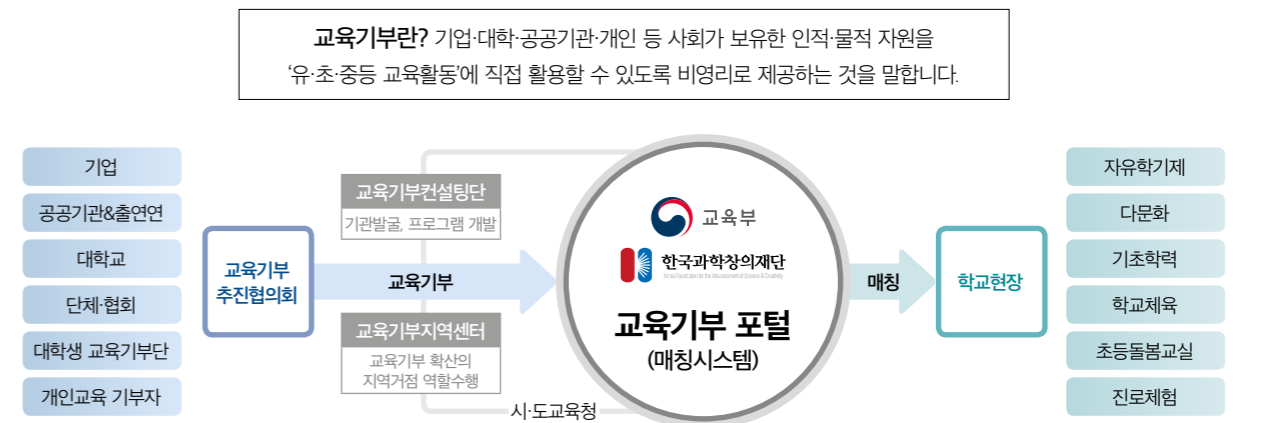 교육기부란? 기업·대학·공공기관·개인 등 사회가 보유한 인적·물적 자원을
‘유·초·중등 교육활동’에 직접 활용할 수 있도록 비영리로 제공하는 것을 말합니다.
기업
공공기관&출연연
대학교
단체·협회
대학생 교육기부단
개인교육 기부자
교육기부
추진협의회
교육기부컨설팅단
기관발굴, 프로그램 개발
교육기부
교육기부지역센터
교육기부 확산의
지역거점 역할수행
시·도교육청
교육부
한국과학창의재단
Korea Foundation for the Advancement of Science & Creativity
교육기부 포털
(매칭시스템)
매칭
학교현장
자유학기제
다문화
기초학력
학교체육
초등돌봄교실
진로체험